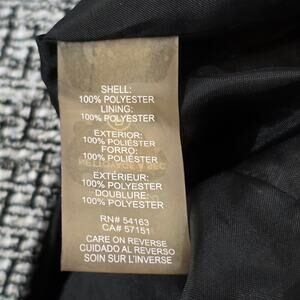 SHELL:
100% POLYESTER
LINING:
100% POLYESTER
EXTERIOR:
100% POLIÉSTER
FORRO:
100% POLIÉSTER
EXTÉRIEUR:
100% POLYESTER
DOUBLURE:
100% POLYESTER
RN# 54163
CA# 57151
CARE ON REVERSE
CUIDADO AL REVERSO
SOIN SUR L'INVERSE